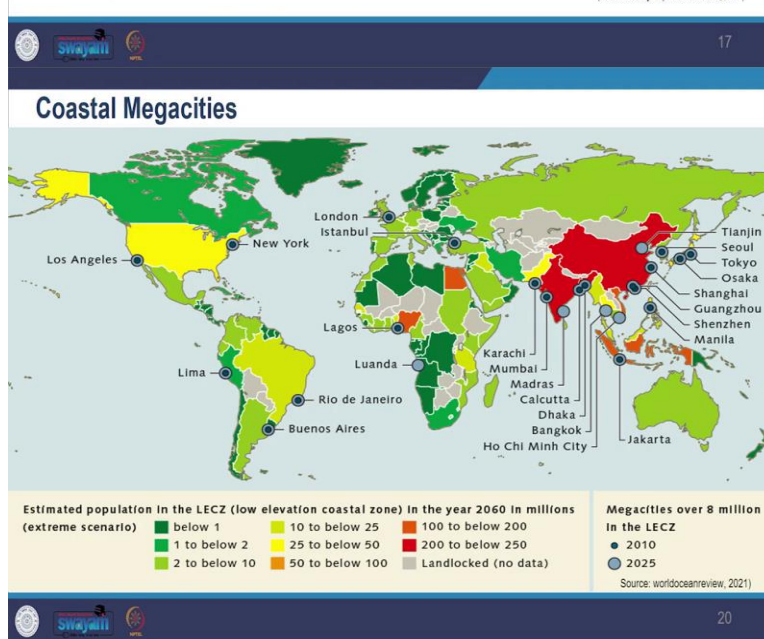 swayam
NPTEL
17
Coastal Megacities
London
Istanbul
New York
Los Angeles
Tianjin
Seoul
Tokyo
Osaka
Shanghai
Guangzhou
Shenzhen
Manila
Lagos
Karachi
Mumbai
Madras
Calcutta
Dhaka
Bangkok
Ho Chi Minh City
Jakarta
Luanda
Lima
Rio de Janeiro
Buenos Aires
Estimated population in the LECZ (low elevation coastal zone) in the year 2060 in millions
(extreme scenario)
below 1
1 to below 2
2 to below 10
10 to below 25
25 to below 50
50 to below 100
100 to below 200
200 to below 250
Landlocked (no data)
Megacities over 8 million
in the LECZ
2010
2025
Source: worldoceanreview, 2021)
swayam
NPTEL
20